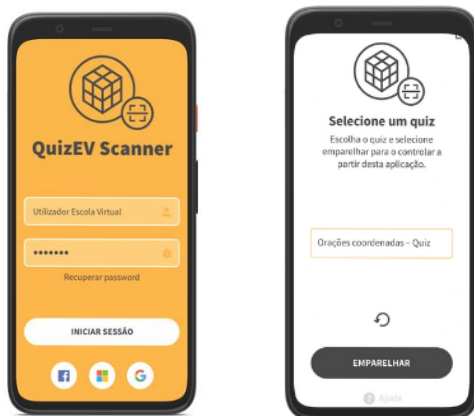 QuizEV Scanner
Utilizador Escola Virtual
•••••••
Recuperar password
INICIAR SESSÃO
Selecione um quiz
Escolha o quiz e selecione
emparelhar para o controlar a
partir desta aplicação.
Orações coordenadas – Quiz
EMPARELHAR
Ajuda